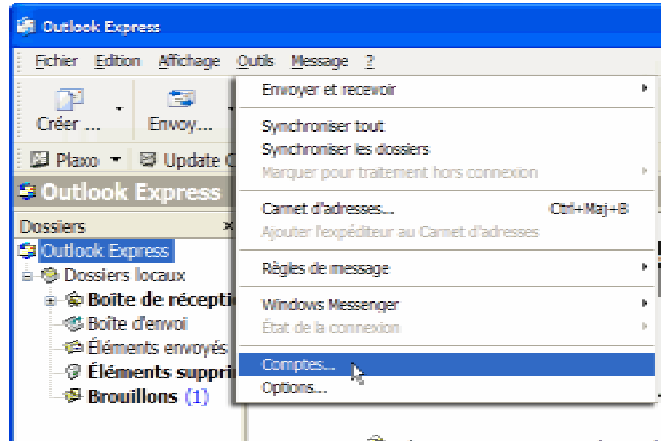 Outlook Express
Fichier Edition Affichage Outils Message ?
Créer ... Envoy...
Envoyer et recevoir
Synchroniser tout
Synchroniser les dossiers
Marquer pour traitement hors connexion
Carnet d'adresses... Ctrl+Maj+B
Ajouter l'expéditeur au Carnet d'adresses
Règles de message
Windows Messenger
État de la connexion
Comptes...
Options...
Plaxo Update
Outlook Express
Dossiers
Outlook Express
Dossiers locaux
Boîte de récepti
Boîte d'envoi
Éléments envoyés
Éléments suppri
Brouillons (1)